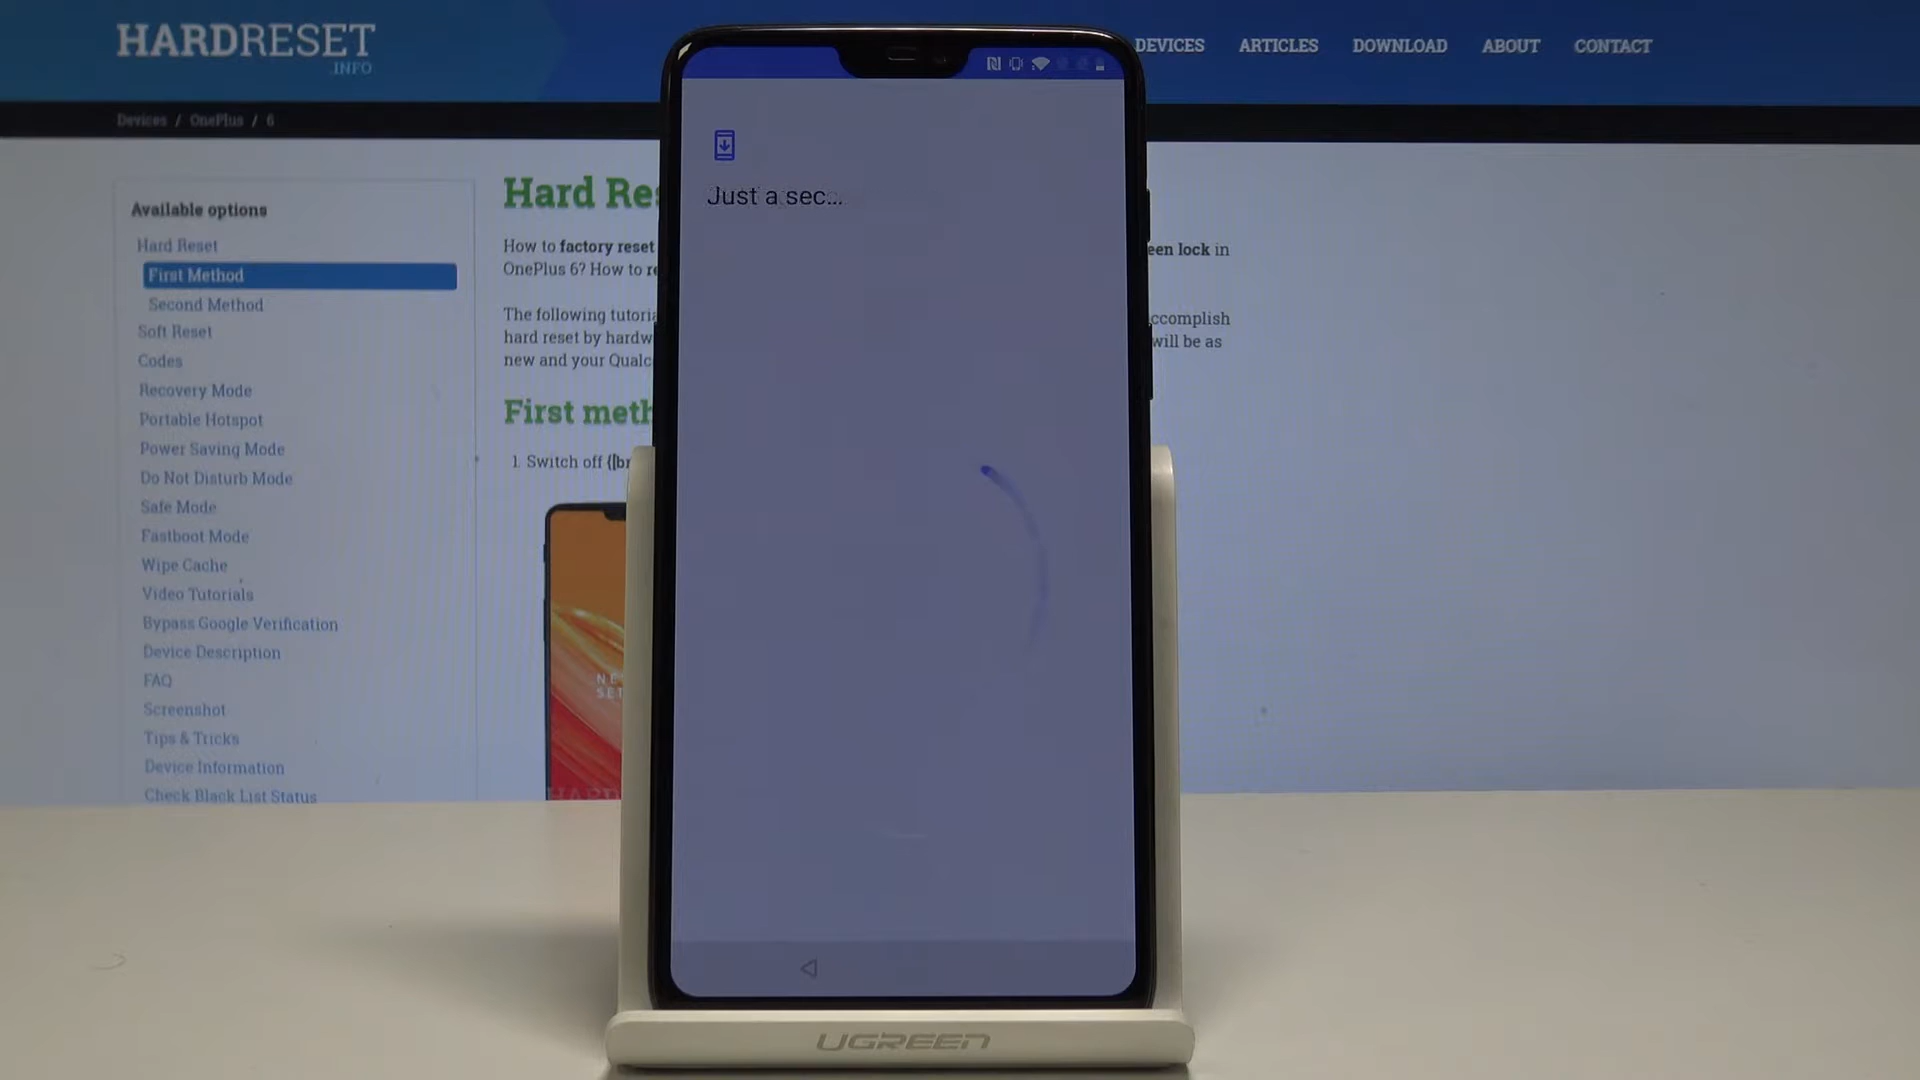 HARDRESET
.INFO
DEVICES ARTICLES DOWNLOAD ABOUT CONTACT
Devices / OnePlus / 6
Available options
Hard Reset
First Method
Second Method
Soft Reset
Codes
Recovery Mode
Portable Hotspot
Power Saving Mode
Do Not Disturb Mode
Safe Mode
Fastboot Mode
Wipe Cache
Video Tutorials
Bypass Google Verification
Device Description
FAQ
Screenshot
Tips & Tricks
Device Information
Check Black List Status
Hard Res
How to factory reset een lock in
OnePlus 6? How to re
The following tutoria ccomplish
hard reset by hardw will be as
new and your Qualc
First meth
1. Switch off {[br
NE
SET
HARD
Just a sec...
UGREEN